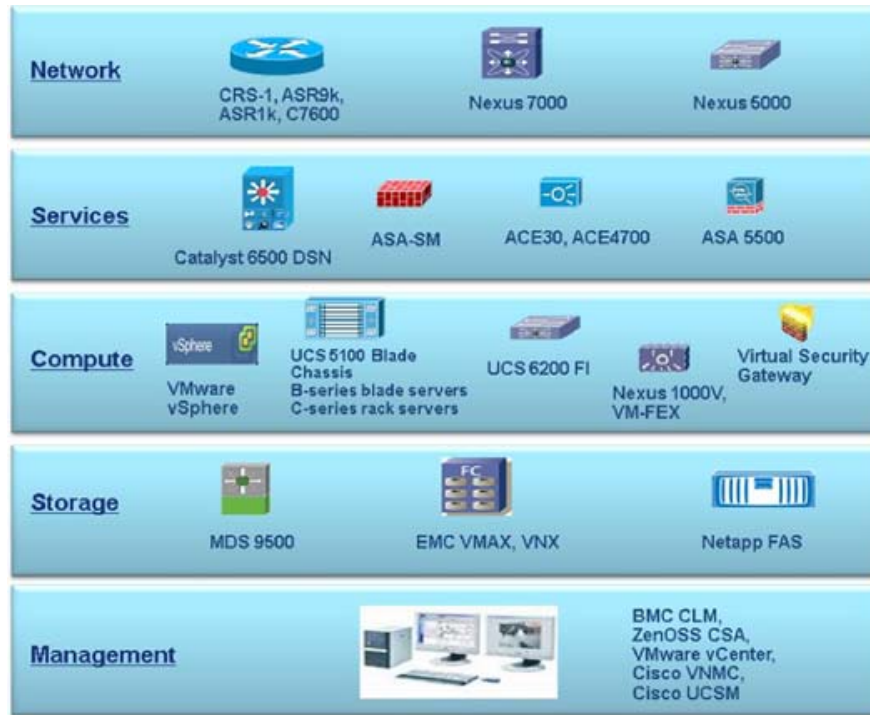 Network
CRS-1, ASR9k,
ASR1k, C7600
Nexus 7000
Nexus 5000
Services
Catalyst 6500 DSN
ASA-SM
ACE30, ACE4700
ASA 5500
Compute
vSphere
VMware
vSphere
UCS 5100 Blade
Chassis
B-series blade servers
C-series rack servers
UCS 6200 FI
Nexus 1000V,
VM-FEX
Virtual Security
Gateway
Storage
MDS 9500
FC
EMC VMAX, VNX
Netapp FAS
Management
BMC CLM,
ZenOSS CSA,
VMware vCenter,
Cisco VNMC,
Cisco UCSM